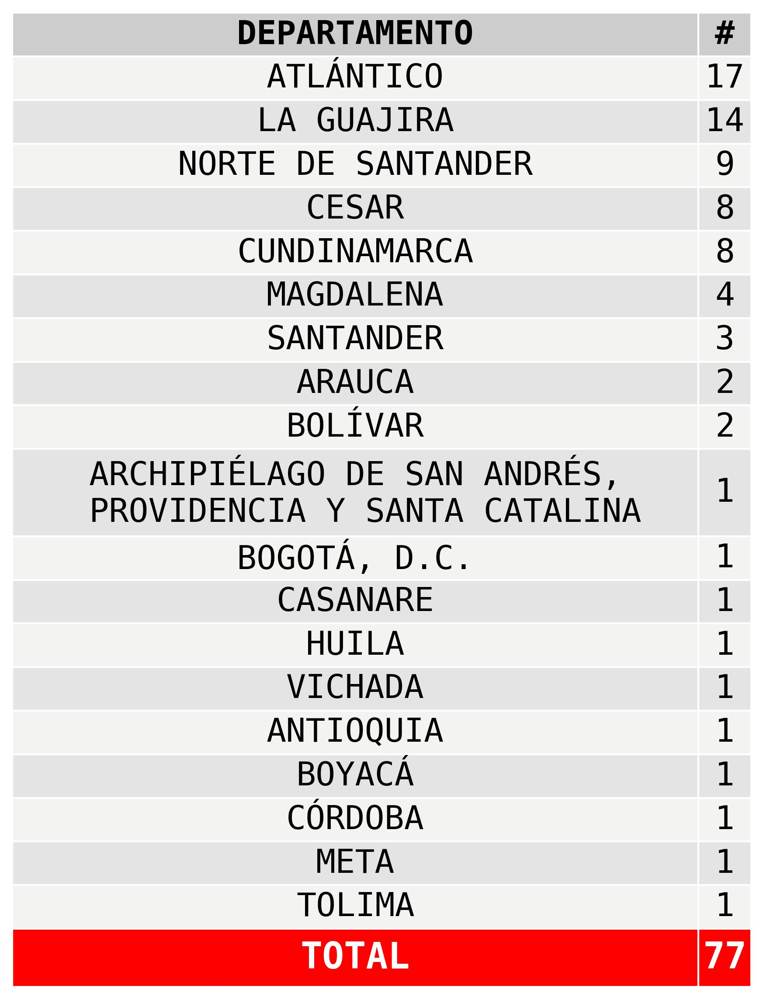 DEPARTAMENTO #
ATLÁNTICO 17
LA GUAJIRA 14
NORTE DE SANTANDER 9
CESAR 8
CUNDINAMARCA 8
MAGDALENA 4
SANTANDER 3
ARAUCA 2
BOLÍVAR 2
ARCHIPIÉLAGO DE SAN ANDRÉS,
PROVIDENCIA Y SANTA CATALINA 1
BOGOTÁ, D.C. 1
CASANARE 1
HUILA 1
VICHADA 1
ANTIOQUIA 1
BOYACÁ 1
CÓRDOBA 1
META 1
TOLIMA 1
TOTAL 77